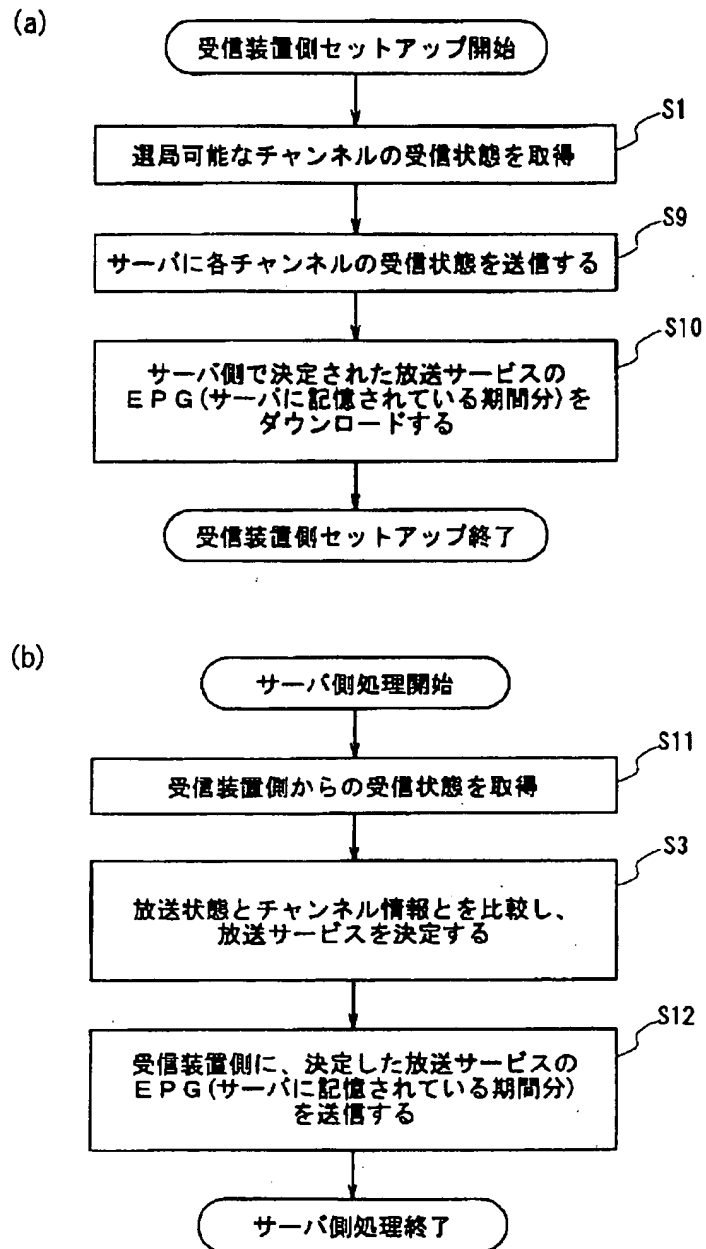 (a)
受信装置側セットアップ開始
S1
選局可能なチャンネルの受信状態を取得
S9
サーバに各チャンネルの受信状態を送信する
S10
サーバ側で決定された放送サービスの
EPG(サーバに記憶されている期間分)を
ダウンロードする
受信装置側セットアップ終了
(b)
サーバ側処理開始
S11
受信装置側からの受信状態を取得
S3
放送状態とチャンネル情報とを比較し、
放送サービスを決定する
S12
受信装置側に、決定した放送サービスの
EPG(サーバに記憶されている期間分)
を送信する
サーバ側処理終了